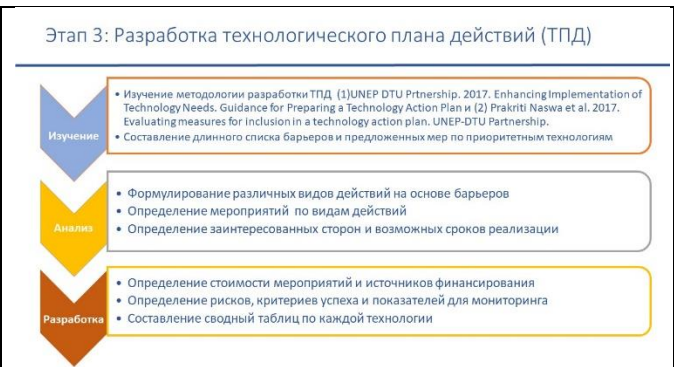 Этап 3: Разработка технологического плана действий (ТПД)
Изучение
• Изучение методологии разработки ТПД (1)UNEP DTU Prtnership. 2017. Enhancing Implementation of
Technology Needs. Guidance for Preparing a Technology Action Plan и (2) Prakriti Naswa et al. 2017.
Evaluating measures for inclusion in a technology action plan. UNEP-DTU Partnership.
• Составление длинного списка барьеров и предложенных мер по приоритетным технологиям
Анализ
• Формулирование различных видов действий на основе барьеров
• Определение мероприятий по видам действий
• Определение заинтересованных сторон и возможных сроков реализации
Разработка
• Определение стоимости мероприятий и источников финансирования
• Определение рисков, критериев успеха и показателей для мониторинга
• Составление сводный таблиц по каждой технологии